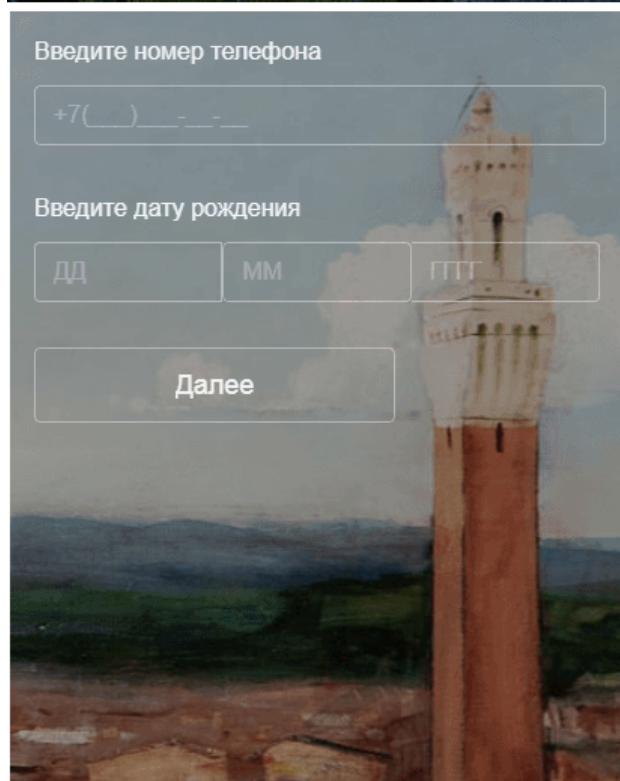 Введите номер телефона
+7(___)___-__-__
Введите дату рождения
ДД ММ ГГГГ
Далее